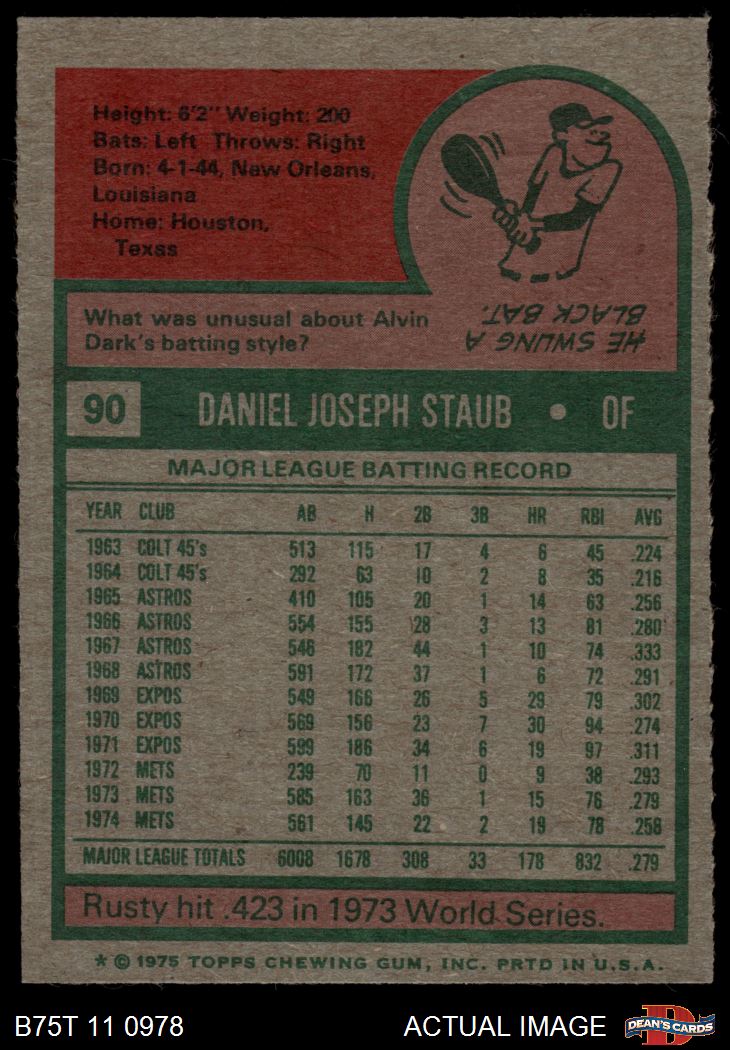 Height: 6'2" Weight: 200
Bats: Left Throws: Right
Born: 4-1-44, New Orleans,
Louisiana
Home: Houston,
Texas
What was unusual about Alvin
Dark's batting style?
HE SWUNG A
BLACK BAT.
90 DANIEL JOSEPH STAUB • OF
MAJOR LEAGUE BATTING RECORD
YEAR CLUB AB H 2B 3B HR RBI AVG
1963 COLT 45's 513 115 17 4 6 45 .224
1964 COLT 45's 292 63 10 2 8 35 .216
1965 ASTROS 410 105 20 1 14 63 .256
1966 ASTROS 554 155 28 3 13 81 .280
1967 ASTROS 546 182 44 1 10 74 .333
1968 ASTROS 591 172 37 1 6 72 .291
1969 EXPOS 549 166 26 5 29 79 .302
1970 EXPOS 569 156 23 7 30 94 .274
1971 EXPOS 599 186 34 6 19 97 .311
1972 METS 239 70 11 0 9 38 .293
1973 METS 585 163 36 1 15 76 .279
1974 METS 561 145 22 2 19 78 .258
MAJOR LEAGUE TOTALS 6008 1678 308 33 178 832 .279
Rusty hit .423 in 1973 World Series.
* © 1975 TOPPS CHEWING GUM, INC. PRTD IN U.S.A.
B75T 11 0978 ACTUAL IMAGE DEAN'S CARDS